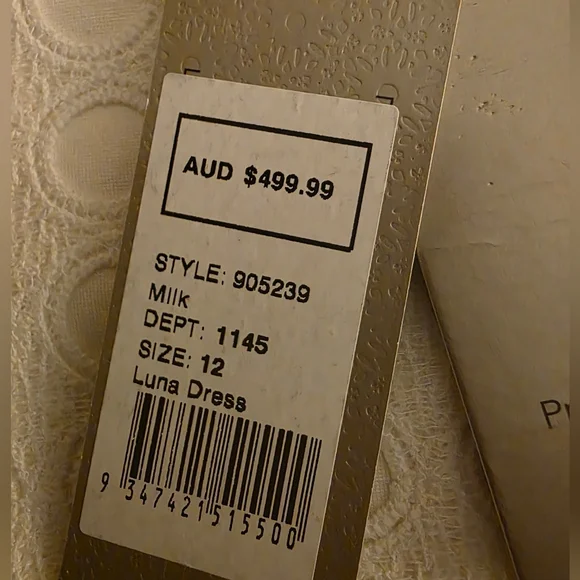 AUD $499.99
STYLE: 905239
Milk
DEPT: 1145
SIZE: 12
Luna Dress
9 347421 515500